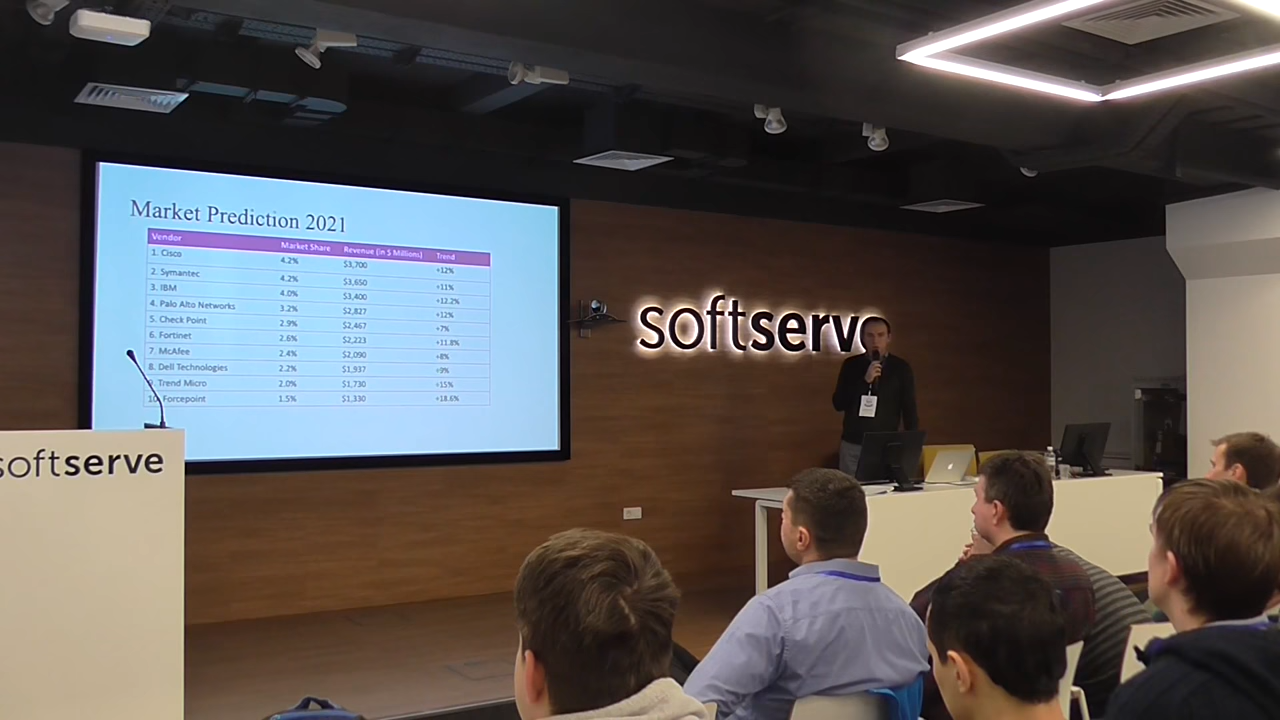 Market Prediction 2021
Vendor Market Share Revenue (in $ Millions) Trend
1. Cisco 4.2% $3,700 +12%
2. Symantec 4.2% $3,650 +11%
3. IBM 4.0% $3,400 +12.2%
4. Palo Alto Networks 3.2% $2,827 +12%
5. Check Point 2.9% $2,467 +7%
6. Fortinet 2.6% $2,223 +11.8%
7. McAfee 2.4% $2,090 +8%
8. Dell Technologies 2.2% $1,937 +9%
9. Trend Micro 2.0% $1,730 +15%
10. Forcepoint 1.5% $1,330 +18.6%
softserve
softserve